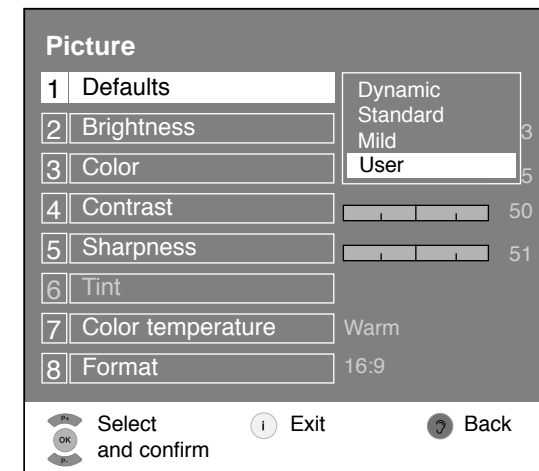 Picture
1 Defaults
Dynamic
Standard
Mild
User
2 Brightness 3
3 Color 5
4 Contrast 50
5 Sharpness 51
6 Tint
7 Color temperature Warm
8 Format 16:9
P+
OK
P-
Select
and confirm
i Exit
Back